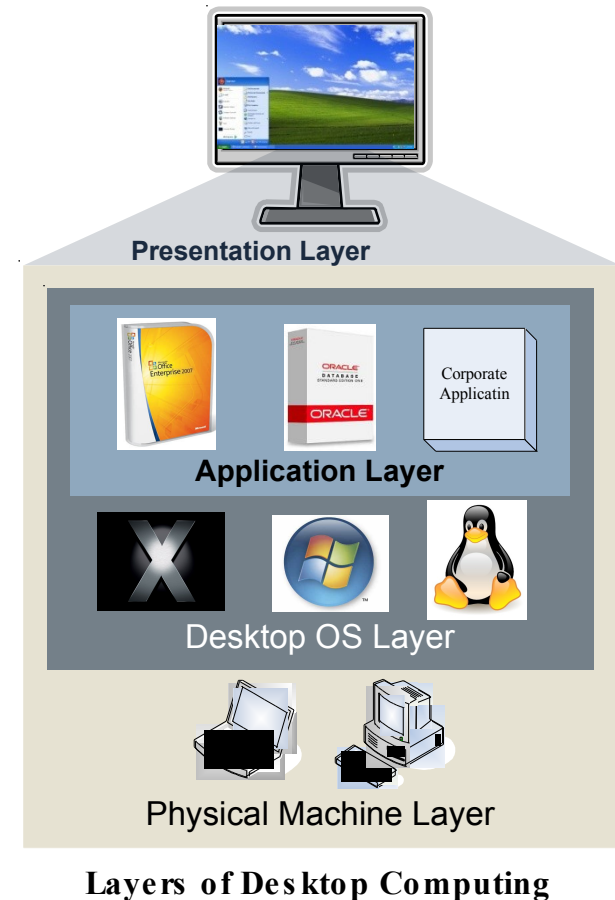 Presentation Layer
Office
Enterprise 2007
ORACLE
DATABASE
STANDARD EDITION ONE
ORACLE
Corporate
Applicatin
Application Layer
X
TM
Desktop OS Layer
Physical Machine Layer
Layers of Desktop Computing